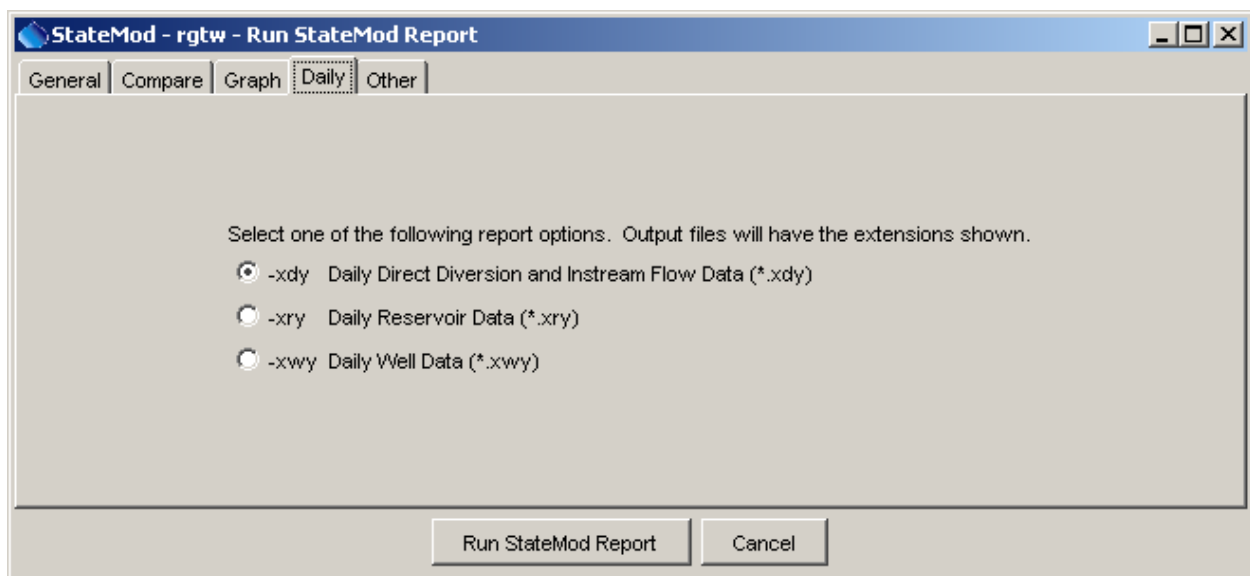 StateMod - rgtw - Run StateMod Report
General Compare Graph Daily Other
Select one of the following report options.  Output files will have the extensions shown.
-xdy Daily Direct Diversion and Instream Flow Data (*.xdy)
-xry Daily Reservoir Data (*.xry)
-xwy Daily Well Data (*.xwy)
Run StateMod Report Cancel